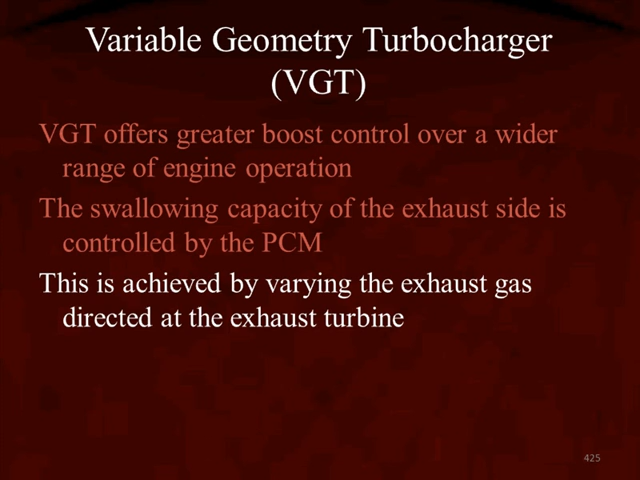 Variable Geometry Turbocharger
(VGT)
VGT offers greater boost control over a wider
range of engine operation
The swallowing capacity of the exhaust side is
controlled by the PCM
This is achieved by varying the exhaust gas
directed at the exhaust turbine
425